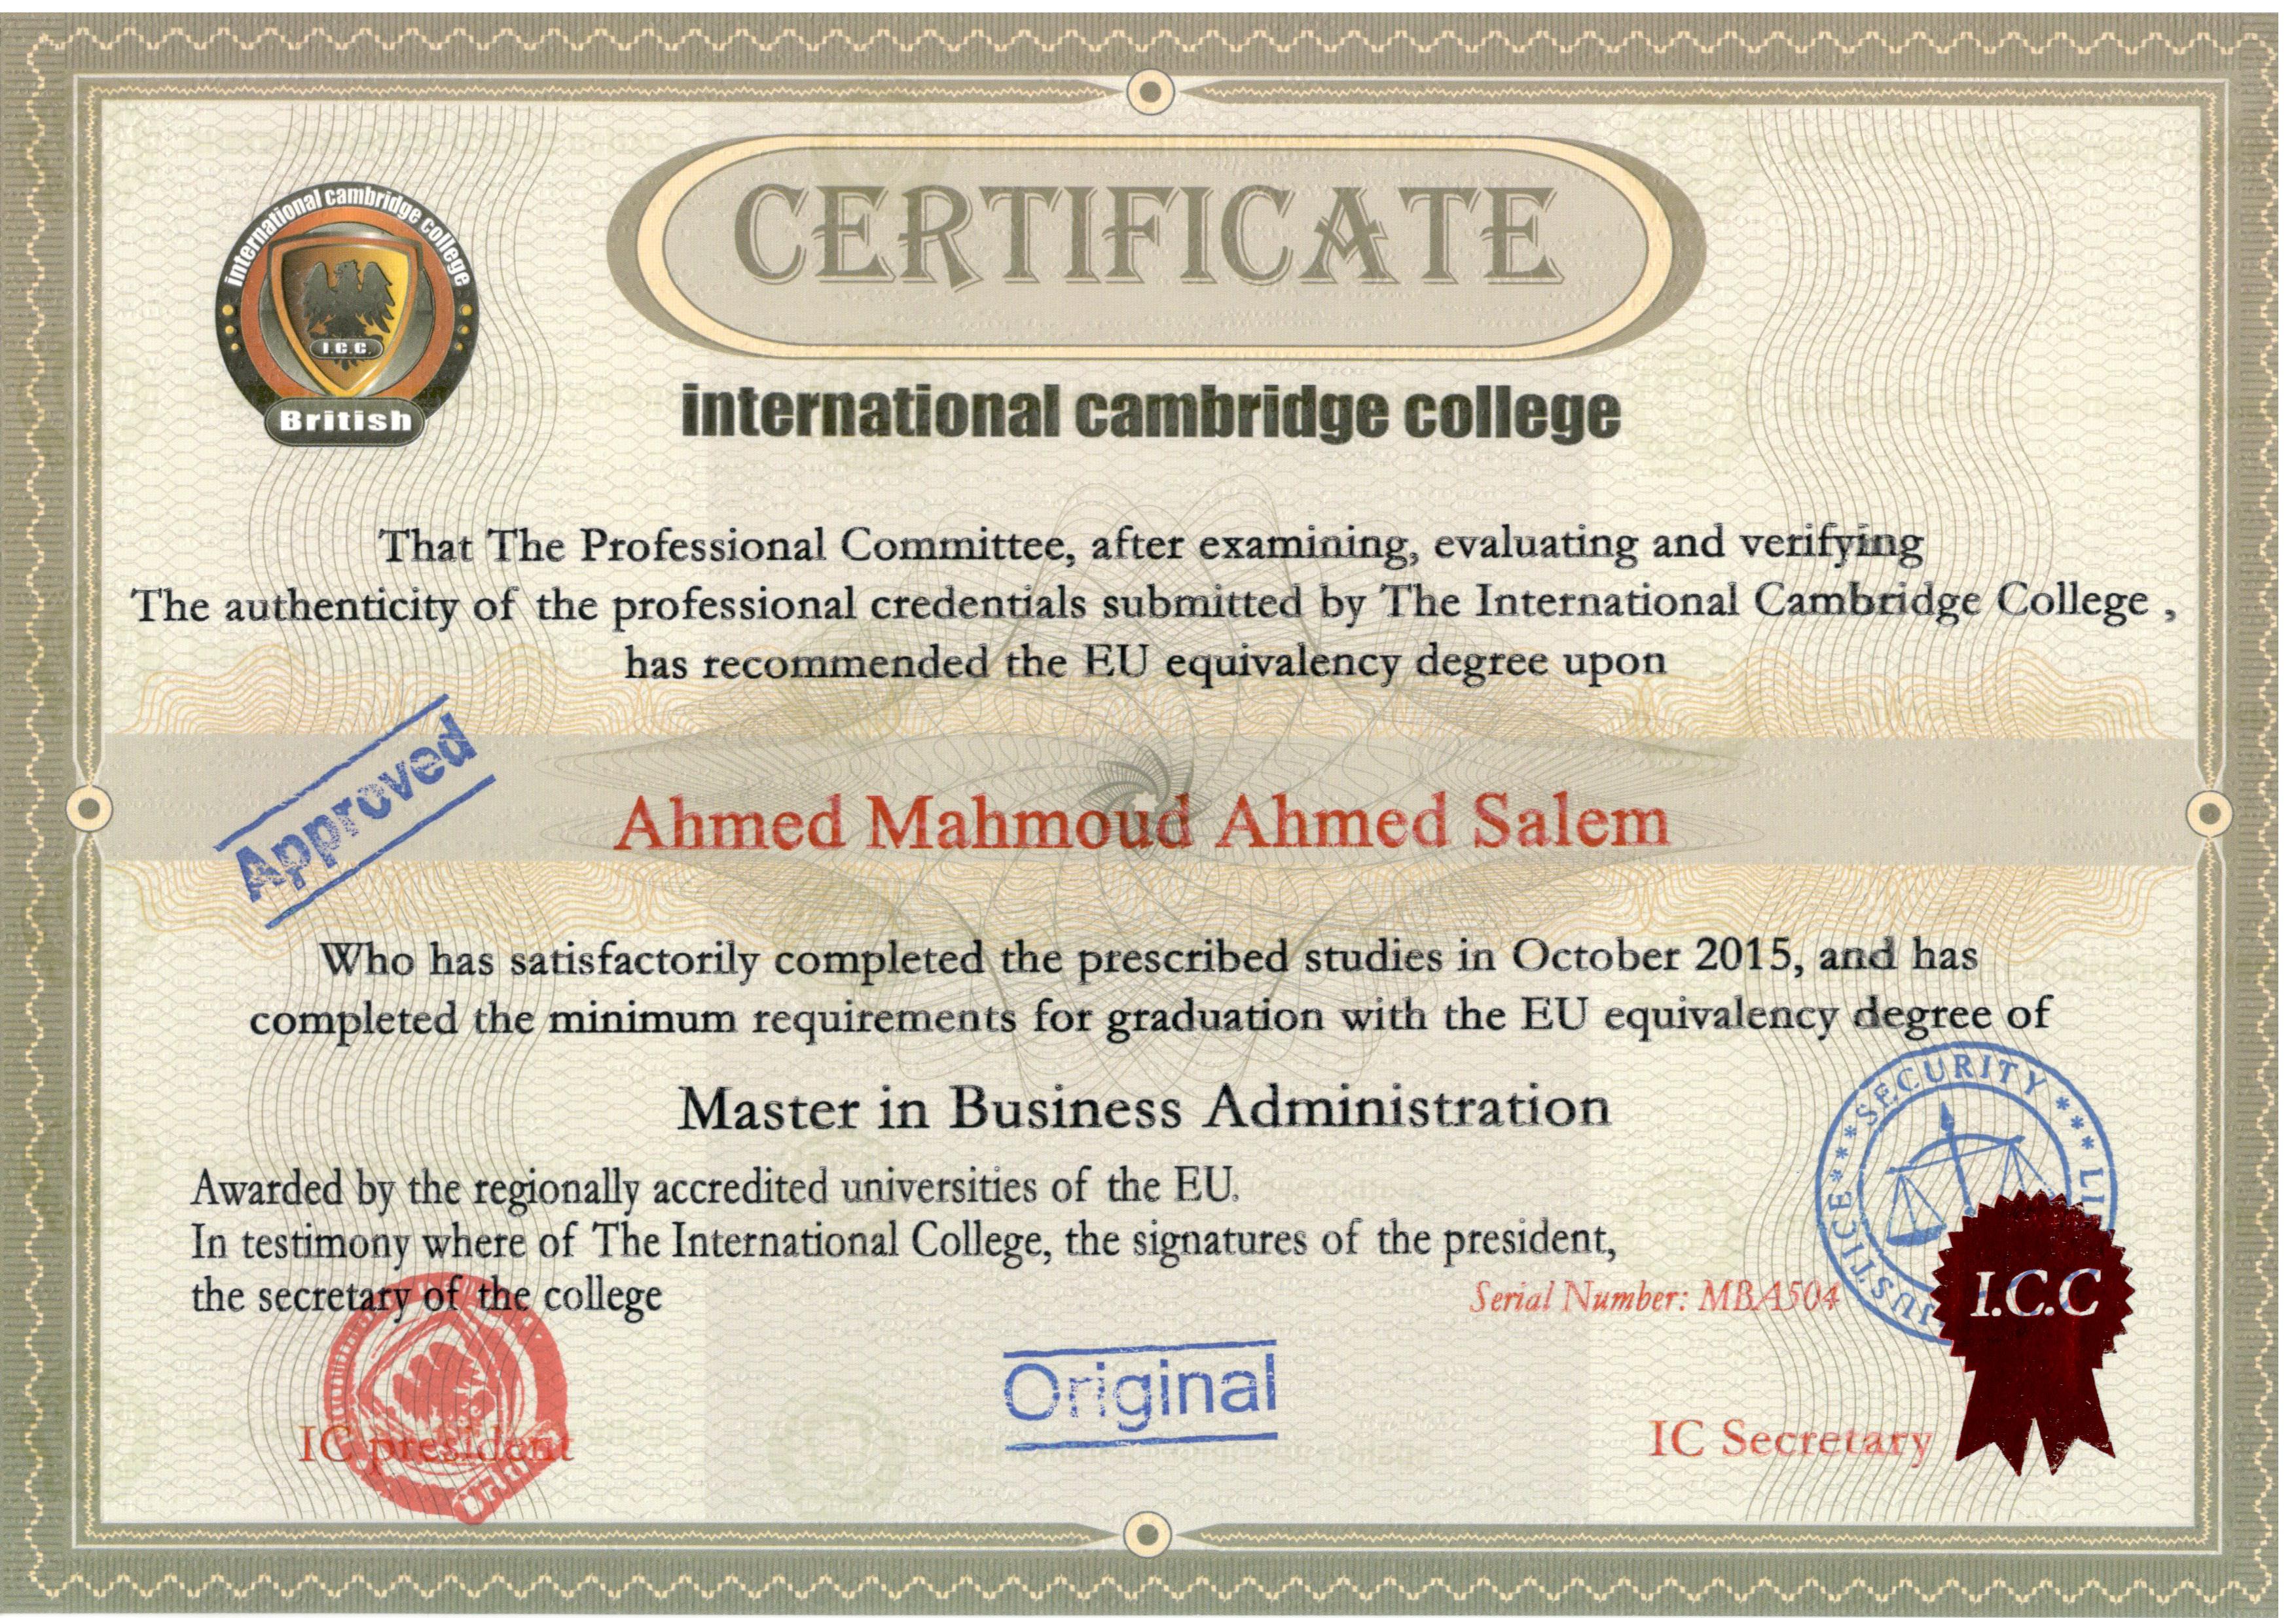 CERTIFICATE
international cambridge college
I.C.C.
British
international cambridge college
That The Professional Committee, after examining, evaluating and verifying
The authenticity of the professional credentials submitted by The International Cambridge College ,
has recommended the EU equivalency degree upon
Approved
Ahmed Mahmoud Ahmed Salem
Who has satisfactorily completed the prescribed studies in October 2015, and has
completed the minimum requirements for graduation with the EU equivalency degree of
Master in Business Administration
Awarded by the regionally accredited universities of the EU.
In testimony where of The International College, the signatures of the president,
the secretary of the college
Serial Number: MBA504
JUSTICE***SECURITY***LI
I.C.C
Original
IC president
IC Secretary